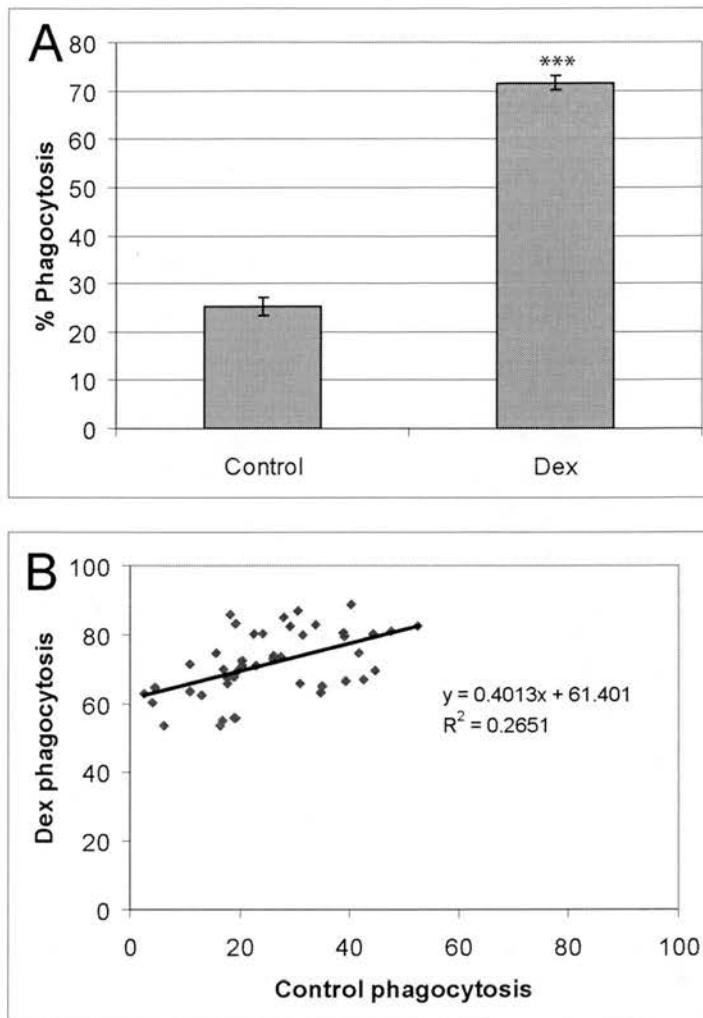 A
80
70
60
50
40
30
20
10
0
% Phagocytosis
***
Control
Dex
B
100
80
60
40
20
0
Dex phagocytosis
y = 0.4013x + 61.401
R² = 0.2651
0 20 40 60 80 100
Control phagocytosis